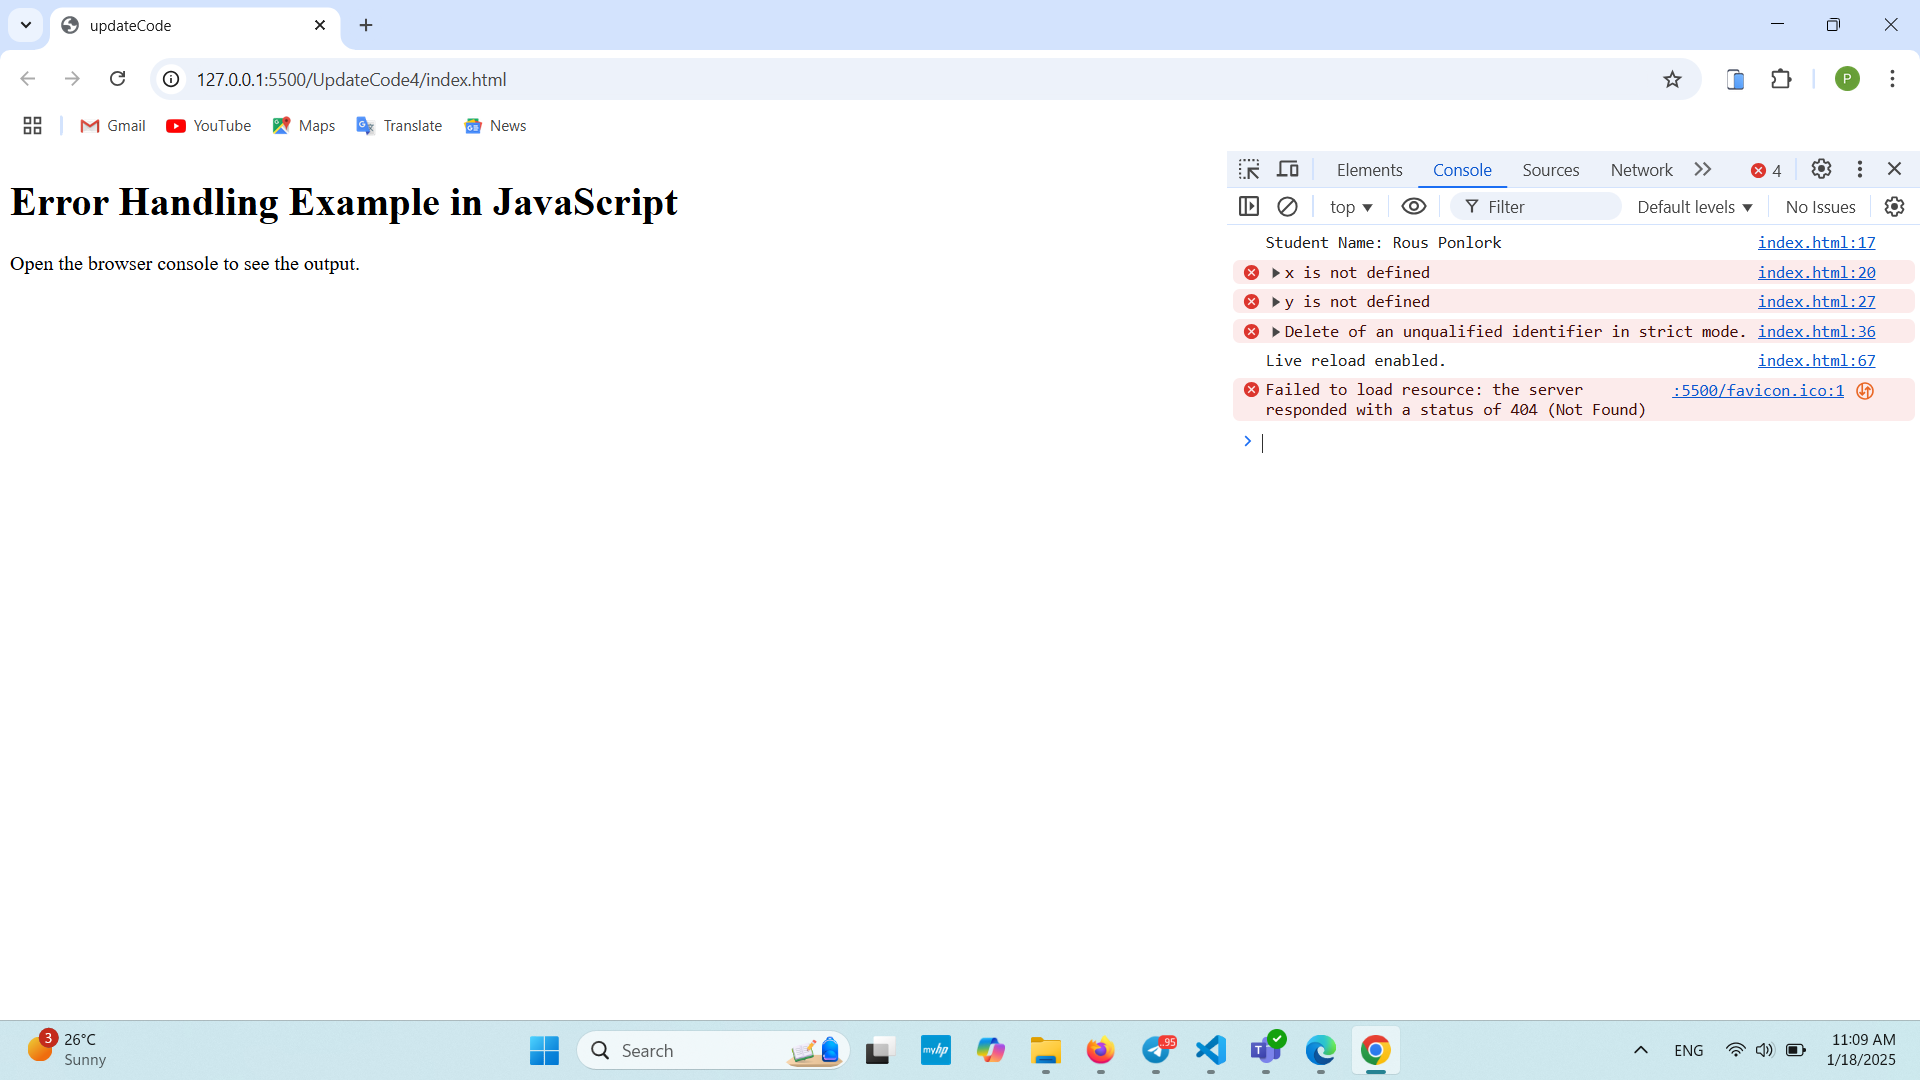 updateCode
127.0.0.1:5500/UpdateCode4/index.html
P
Gmail YouTube Maps Translate News
Error Handling Example in JavaScript
Open the browser console to see the output.
Elements Console Sources Network 4
top Filter Default levels No Issues
Student Name: Rous Ponlork index.html:17
x is not defined index.html:20
y is not defined index.html:27
Delete of an unqualified identifier in strict mode. index.html:36
Live reload enabled. index.html:67
Failed to load resource: the server :5500/favicon.ico:1
responded with a status of 404 (Not Found)
3 26°C
Sunny
Search
myhp
.95
ENG
11:09 AM
1/18/2025